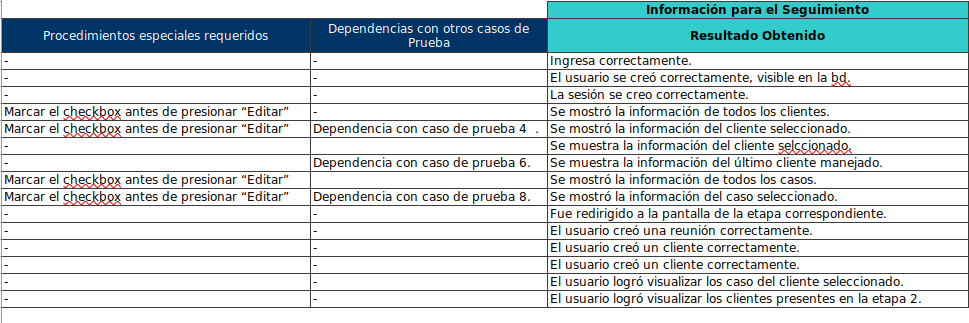 Información para el Seguimiento
Procedimientos especiales requeridos Dependencias con otros casos de Prueba Resultado Obtenido
- - Ingresa correctamente.
- - El usuario se creó correctamente, visible en la bd.
- - La sesión se creo correctamente.
Marcar el checkbox antes de presionar “Editar” - Se mostró la información de todos los clientes.
Marcar el checkbox antes de presionar “Editar” Dependencia con caso de prueba 4 . Se mostró la información del cliente seleccionado.
- Se muestra la información del cliente selccionado.
- Dependencia con caso de prueba 6. Se muestra la información del último cliente manejado.
Marcar el checkbox antes de presionar “Editar” Se mostró la información de todos los casos.
Marcar el checkbox antes de presionar “Editar” Dependencia con caso de prueba 8. Se mostró la información del caso seleccionado.
- - Fue redirigido a la pantalla de la etapa correspondiente.
- - El usuario creó una reunión correctamente.
- - El usuario creó un cliente correctamente.
- - El usuario creó un cliente correctamente.
- - El usuario logró visualizar los caso del cliente seleccionado.
- - El usuario logró visualizar los clientes presentes en la etapa 2.